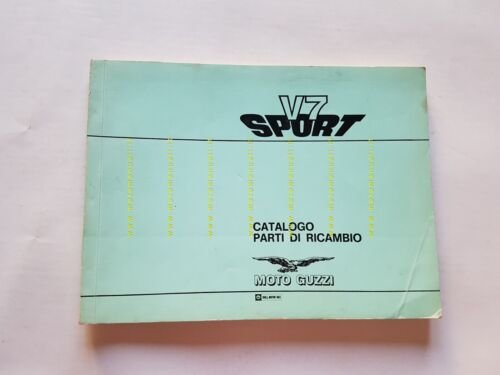 V7
SPORT
CATALOGO
PARTI DI RICAMBIO
MOTO GUZZI